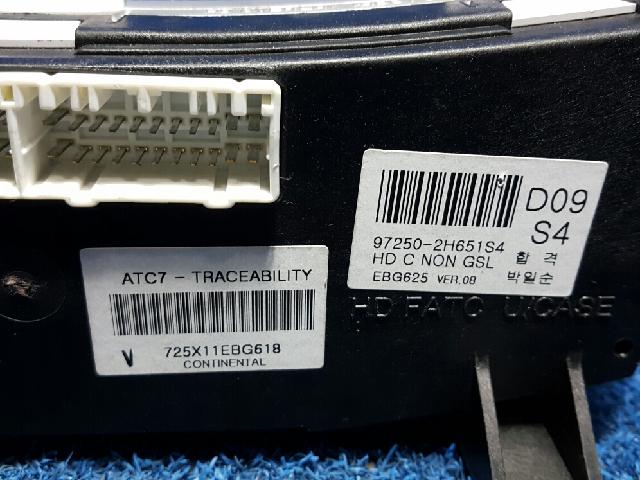 D09
S4
97250-2H651S4
HD C NON GSL 합 격
EBG625 VER.08 박일순
HD FATC U/CASE
ATC7 - TRACEABILITY
V 725X11EBG618
CONTINENTAL